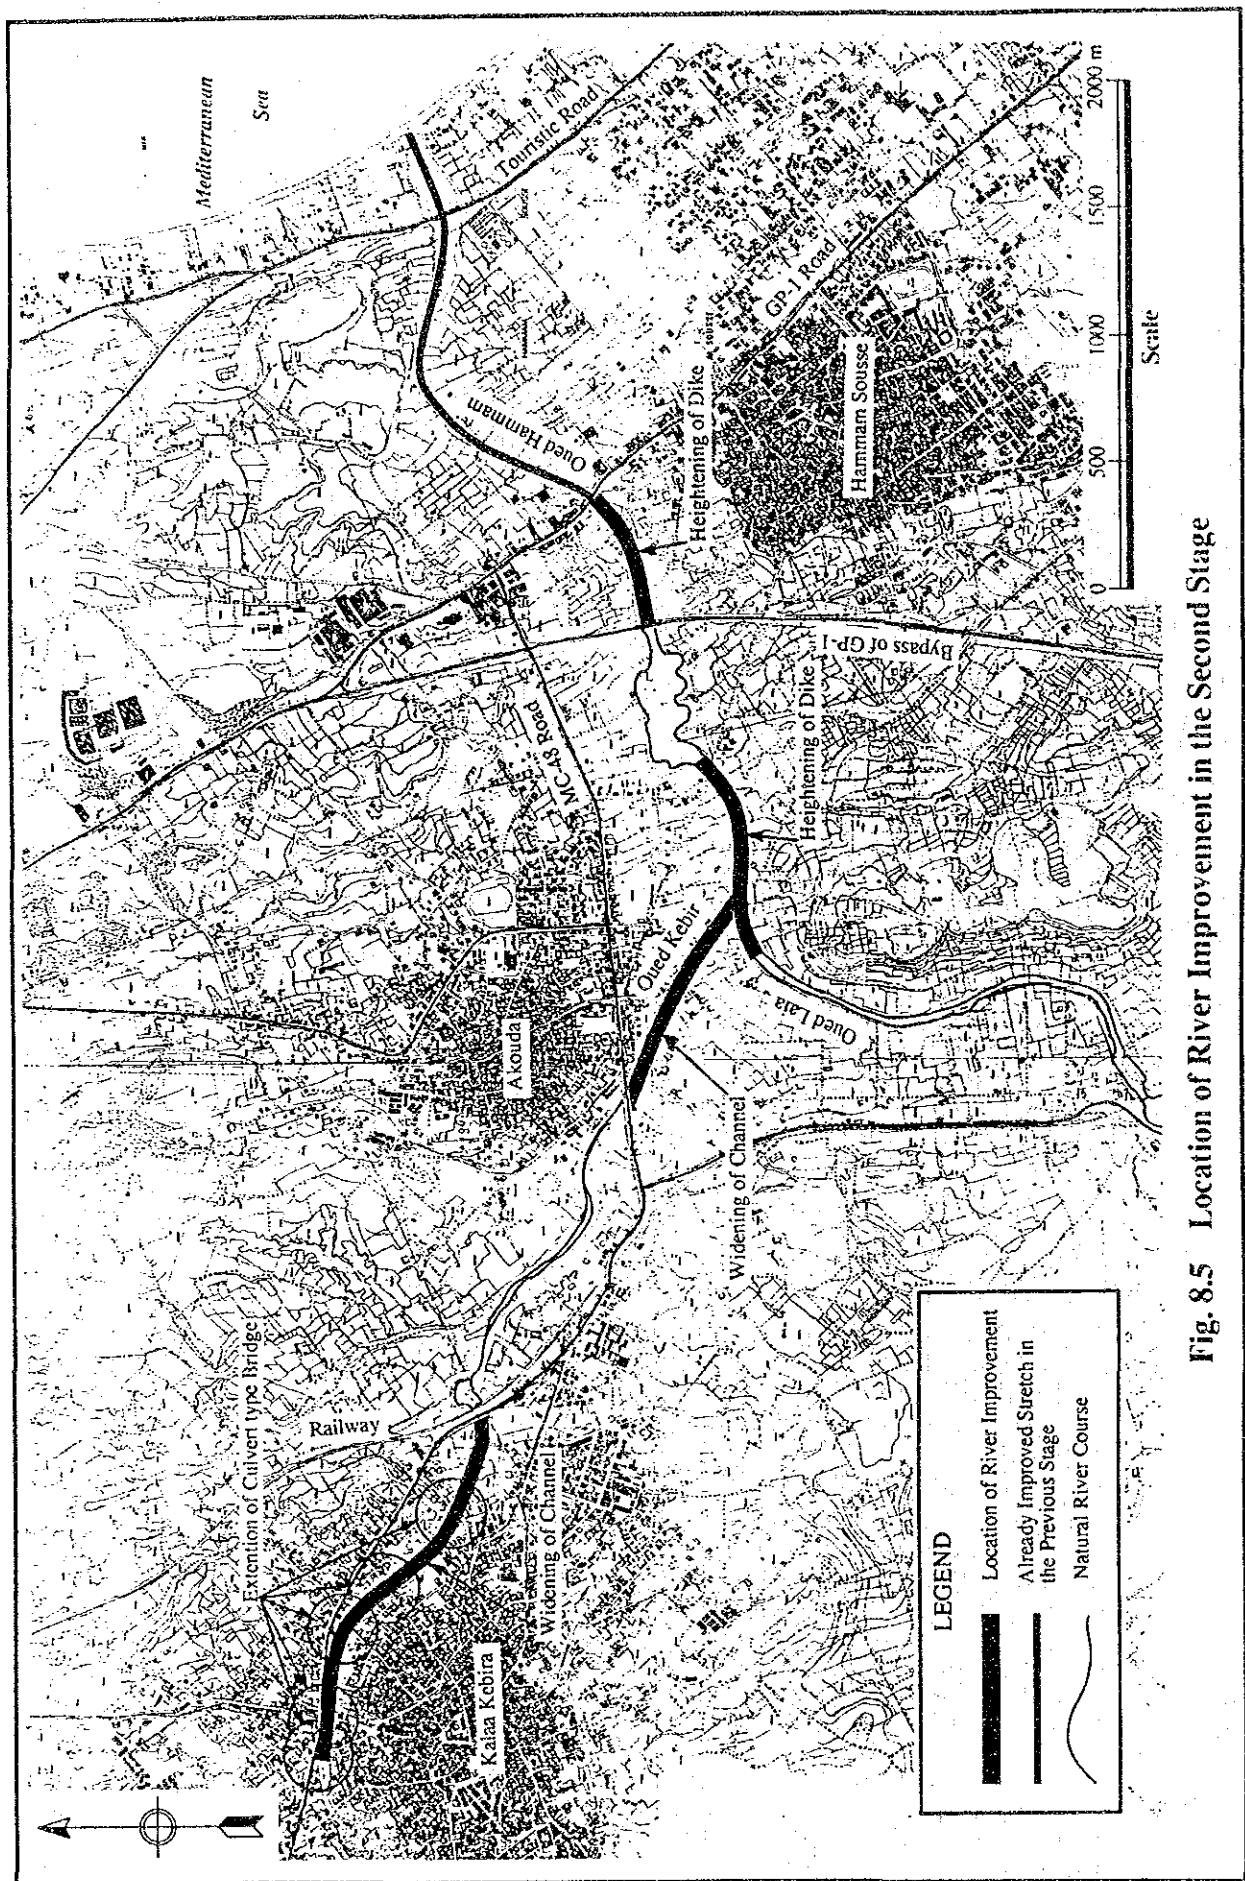 Mediterranean
Sea
Touristic Road
GP-1 Road
Oued Hammam
Heightening of Dike
Hammam Sousse
Bypass of GP-1
Heightening of Dike
MC-48 Road
Oued Kebir
Oued Laia
Akouda
Widening of Channel
Extention of Culvert type Bridge
Railway
Widening of Channel
Kalaa Kebira
LEGEND
Location of River Improvement
Already Improved Stretch in
the Previous Stage
Natural River Course
0 500 1000 1500 2000 m
Scale
Fig. 8.5 Location of River Improvement in the Second Stage